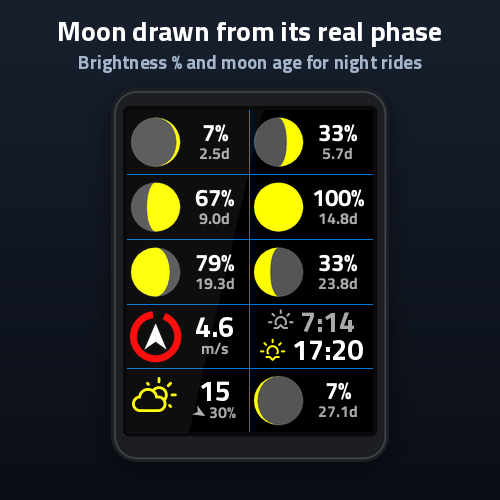 Moon drawn from its real phase
Brightness % and moon age for night rides
7%
2.5d
33%
5.7d
67%
9.0d
100%
14.8d
79%
19.3d
33%
23.8d
4.6
m/s
7:14
17:20
15
30%
7%
27.1d